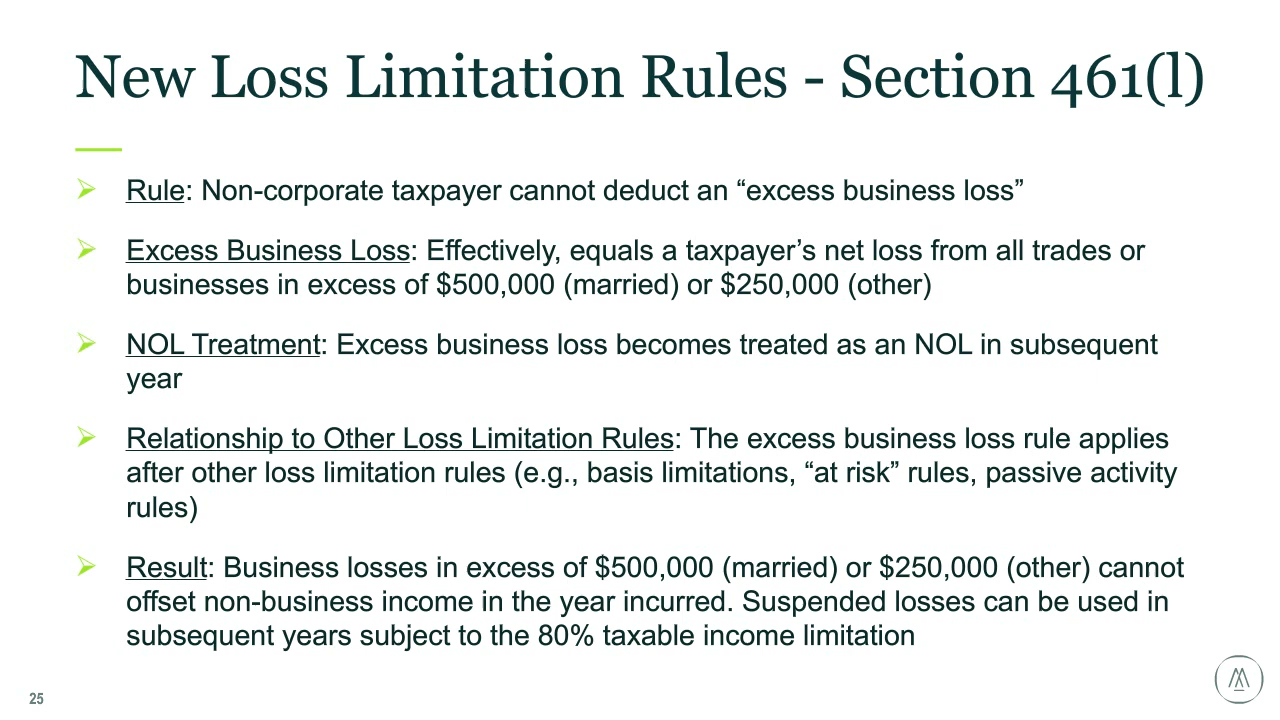 New Loss Limitation Rules - Section 461(l)
Rule: Non-corporate taxpayer cannot deduct an “excess business loss”
Excess Business Loss: Effectively, equals a taxpayer’s net loss from all trades or
businesses in excess of $500,000 (married) or $250,000 (other)
NOL Treatment: Excess business loss becomes treated as an NOL in subsequent
year
Relationship to Other Loss Limitation Rules: The excess business loss rule applies
after other loss limitation rules (e.g., basis limitations, “at risk” rules, passive activity
rules)
Result: Business losses in excess of $500,000 (married) or $250,000 (other) cannot
offset non-business income in the year incurred. Suspended losses can be used in
subsequent years subject to the 80% taxable income limitation
25